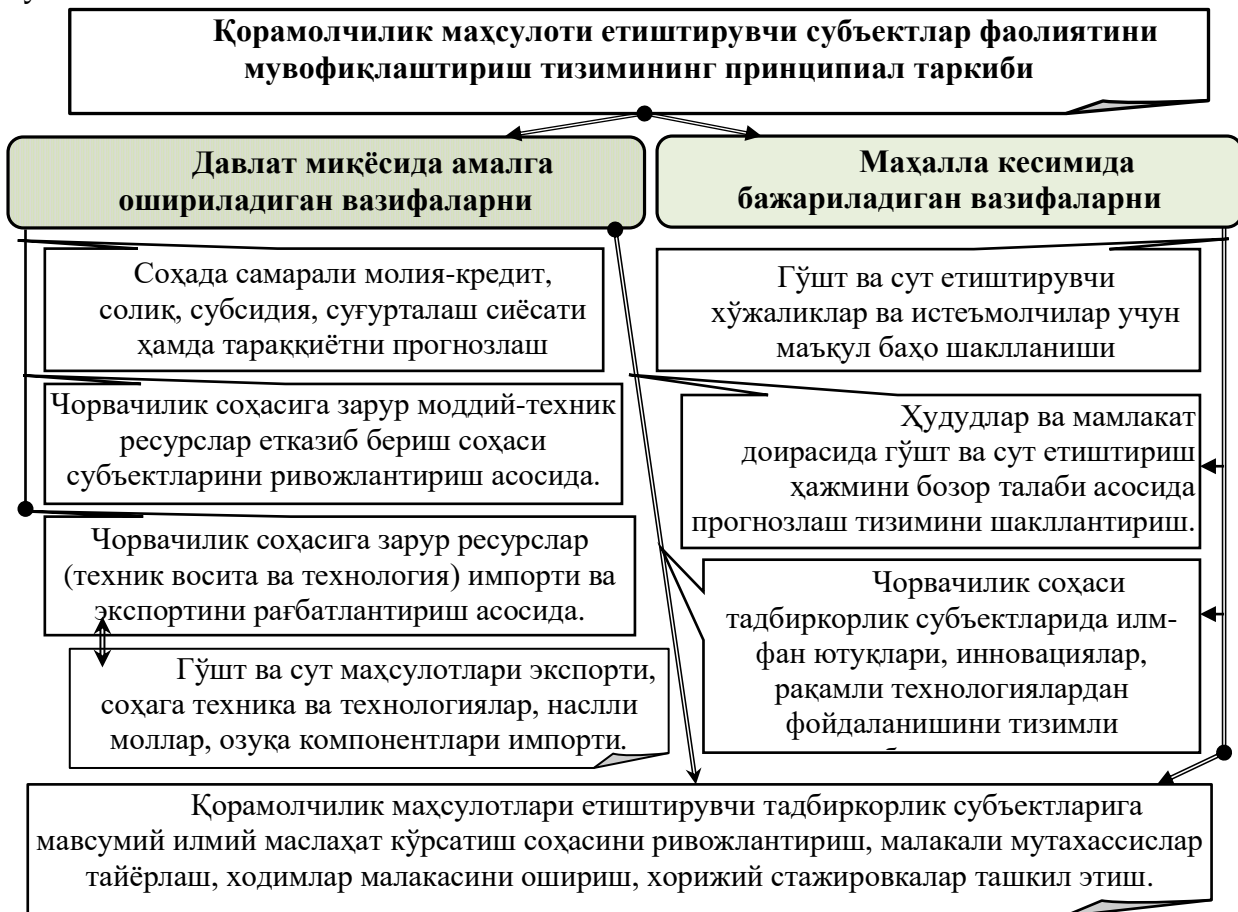 Қорамолчилик маҳсулоти етиштирувчи субъектлар фаолиятини
мувофиқлаштириш тизимининг принципиал таркиби
Давлат миқёсида амалга
ошириладиган вазифаларни
Маҳалла кесимида
бажариладиган вазифаларни
Соҳада самарали молия-кредит,
солиқ, субсидия, суғурталаш сиёсати
ҳамда тараққиётни прогнозлаш
Гўшт ва сут етиштирувчи
хўжаликлар ва истеъмолчилар учун
маъқул баҳо шаклланиши
Чорвачилик соҳасига зарур моддий-техник
ресурслар етказиб бериш соҳаси
субъектларини ривожлантириш асосида.
Ҳудудлар ва мамлакат
доирасида гўшт ва сут етиштириш
ҳажмини бозор талаби асосида
прогнозлаш тизимини шакллантириш.
Чорвачилик соҳасига зарур ресурслар
(техник восита ва технология) импорти ва
экспортини рағбатлантириш асосида.
Чорвачилик соҳаси
тадбиркорлик субъектларида илм-
фан ютуқлари, инновациялар,
рақамли технологиялардан
фойдаланишини тизимли
Гўшт ва сут маҳсулотлари экспорти,
соҳага техника ва технологиялар, наслли
моллар, озуқа компонентлари импорти.
Қорамолчилик маҳсулотлари етиштирувчи тадбиркорлик субъектларига
мавсумий илмий маслаҳат кўрсатиш соҳасини ривожлантириш, малакали мутахассислар
тайёрлаш, ходимлар малакасини ошириш, хорижий стажировкалар ташкил этиш.